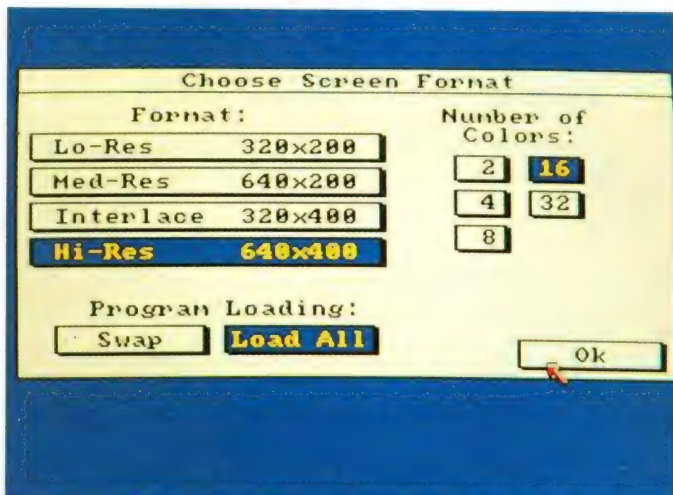 Choose Screen Format
Format:
Lo-Res 320x200
Med-Res 640x200
Interlace 320x400
Hi-Res 640x400
Number of
Colors:
2 16
4 32
8
Program Loading:
Swap Load All
Ok